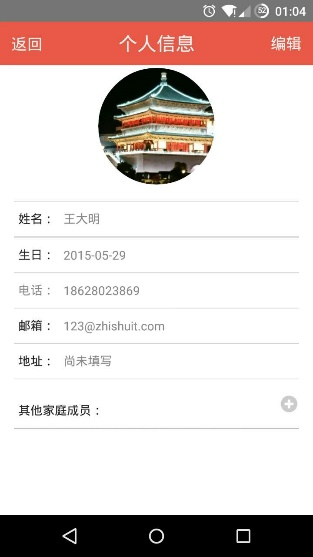 52 01:04
返回 个人信息 编辑
姓名： 王大明
生日： 2015-05-29
电话： 18628023869
邮箱： 123@zhishuit.com
地址： 尚未填写
其他家庭成员：